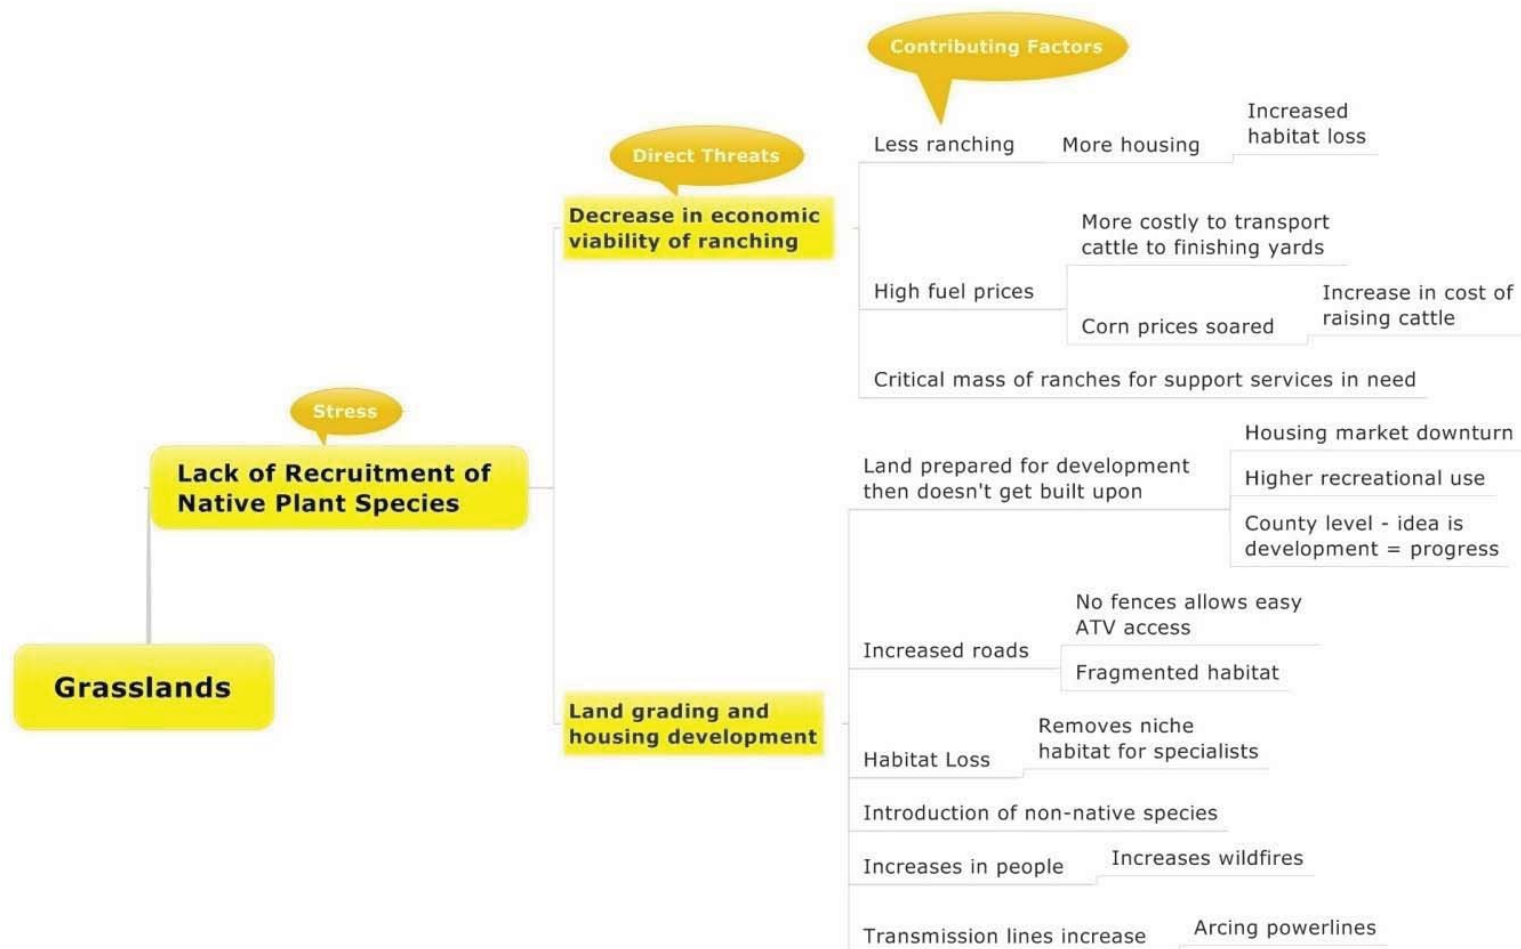 Contributing Factors
Increased
habitat loss
Less ranching
More housing
Direct Threats
Decrease in economic
viability of ranching
More costly to transport
cattle to finishing yards
High fuel prices
Increase in cost of
raising cattle
Corn prices soared
Critical mass of ranches for support services in need
Stress
Lack of Recruitment of
Native Plant Species
Housing market downturn
Land prepared for development
then doesn't get built upon
Higher recreational use
County level - idea is
development = progress
No fences allows easy
ATV access
Increased roads
Fragmented habitat
Grasslands
Land grading and
housing development
Removes niche
habitat for specialists
Habitat Loss
Introduction of non-native species
Increases in people
Increases wildfires
Transmission lines increase
Arcing powerlines